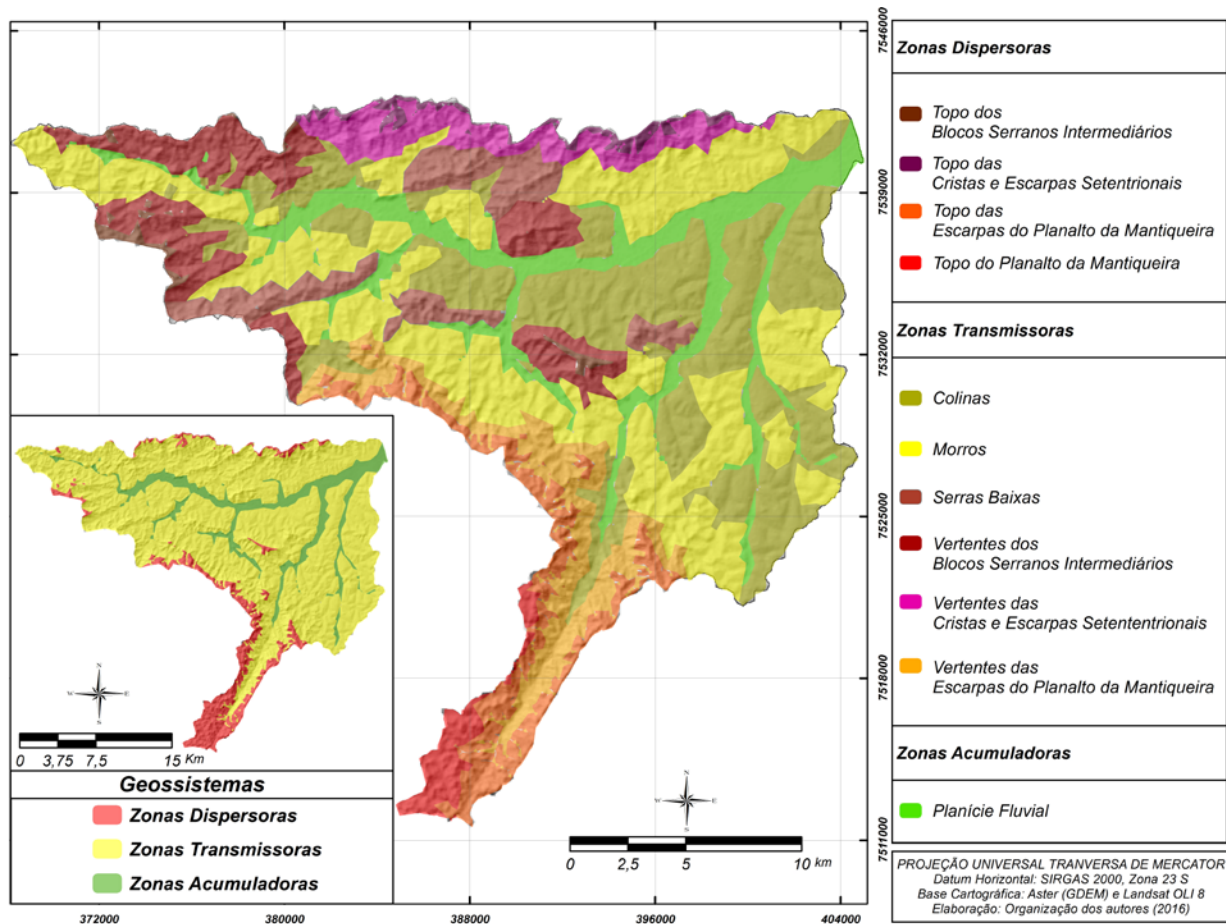 7546000
7539000
7532000
7525000
7518000
7511000
372000
380000
388000
396000
404000
N
W
E
S
0
2,5
5
10 km
N
W
E
S
0
3,75
7,5
15 Km
Geossistemas
Zonas Dispersoras
Zonas Transmissoras
Zonas Acumuladoras
Zonas Dispersoras
Topo dos
Blocos Serranos Intermediários
Topo das
Cristas e Escarpas Setentrionais
Topo das
Escarpas do Planalto da Mantiqueira
Topo do Planalto da Mantiqueira
Zonas Transmissoras
Colinas
Morros
Serras Baixas
Vertentes dos
Blocos Serranos Intermediários
Vertentes das
Cristas e Escarpas Setententrionais
Vertentes das
Escarpas do Planalto da Mantiqueira
Zonas Acumuladoras
Planície Fluvial
PROJEÇÃO UNIVERSAL TRANVERSA DE MERCATOR
Datum Horizontal: SIRGAS 2000, Zona 23 S
Base Cartográfica: Aster (GDEM) e Landsat OLI 8
Elaboração: Organização dos autores (2016)